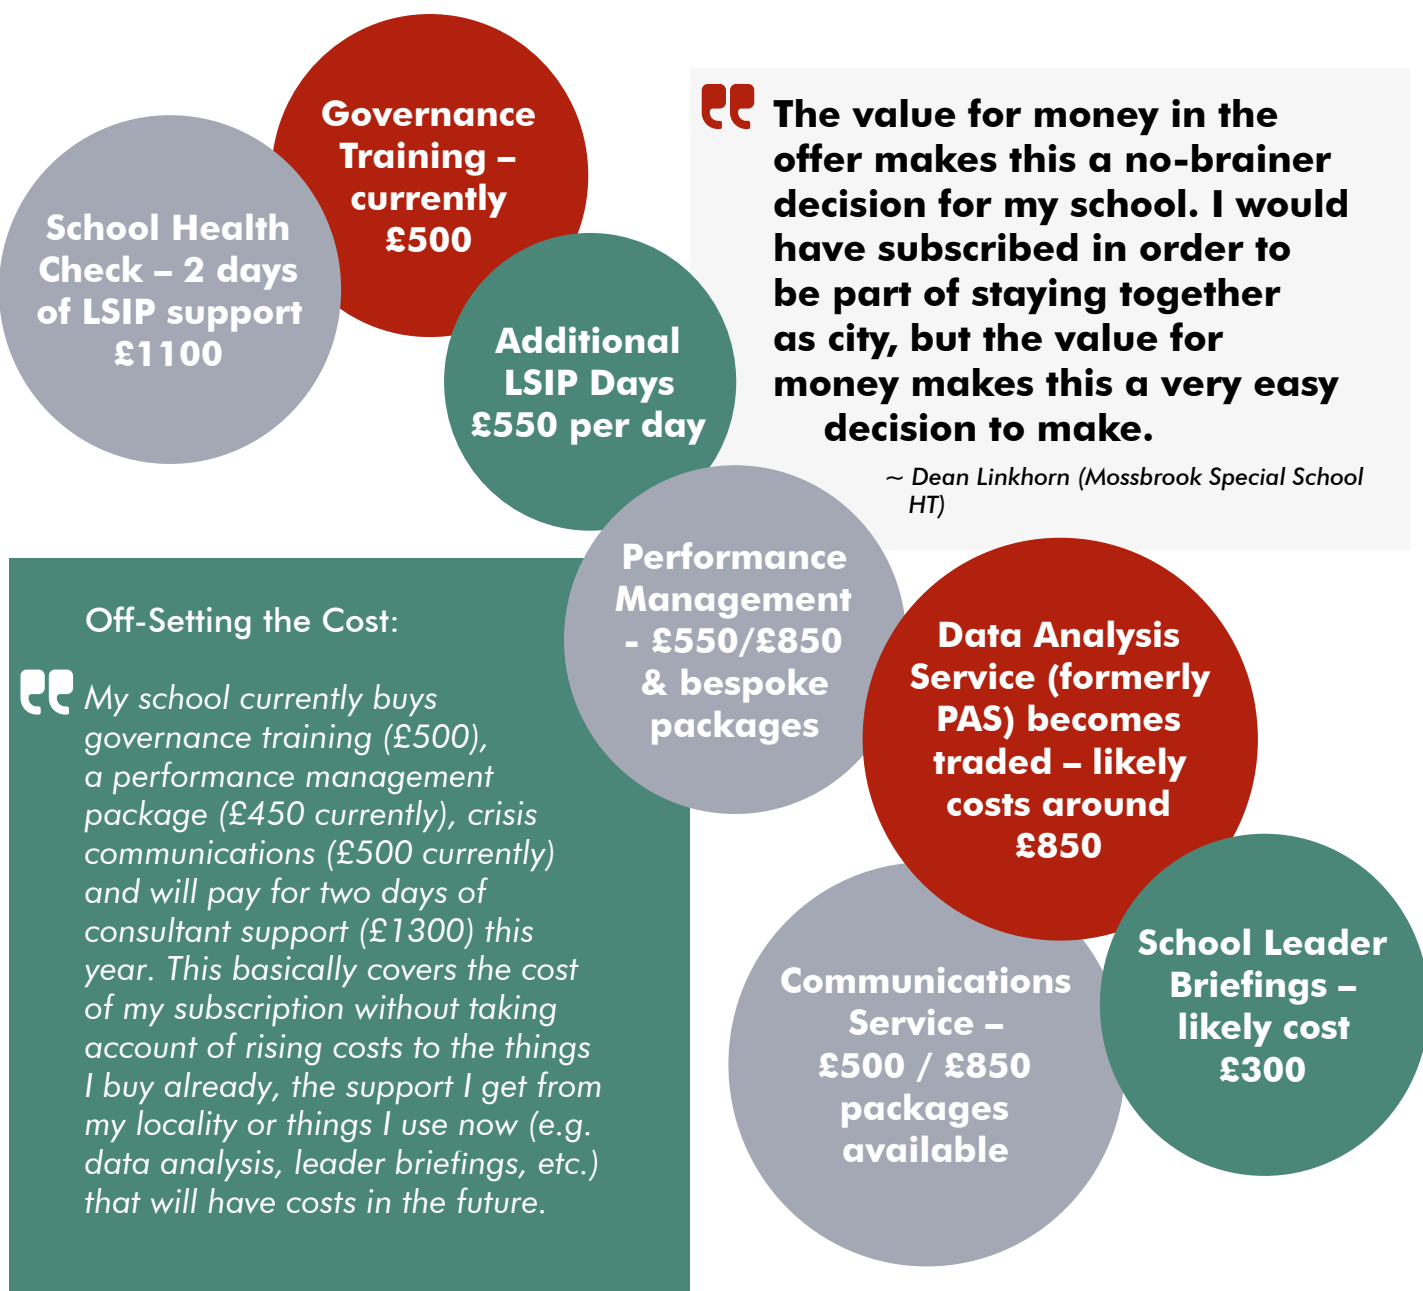 Governance
Training –
currently
£500
School Health
Check – 2 days
of LSIP support
£1100
Additional
LSIP Days
£550 per day
The value for money in the
offer makes this a no-brainer
decision for my school. I would
have subscribed in order to
be part of staying together
as city, but the value for
money makes this a very easy
decision to make.
~ Dean Linkhorn (Mossbrook Special School
HT)
Performance
Management
- £550/£850
& bespoke
packages
Data Analysis
Service (formerly
PAS) becomes
traded – likely
costs around
£850
School Leader
Briefings –
likely cost
£300
Communications
Service –
£500 / £850
packages
available
Off-Setting the Cost:
My school currently buys
governance training (£500),
a performance management
package (£450 currently), crisis
communications (£500 currently)
and will pay for two days of
consultant support (£1300) this
year. This basically covers the cost
of my subscription without taking
account of rising costs to the things
I buy already, the support I get from
my locality or things I use now (e.g.
data analysis, leader briefings, etc.)
that will have costs in the future.